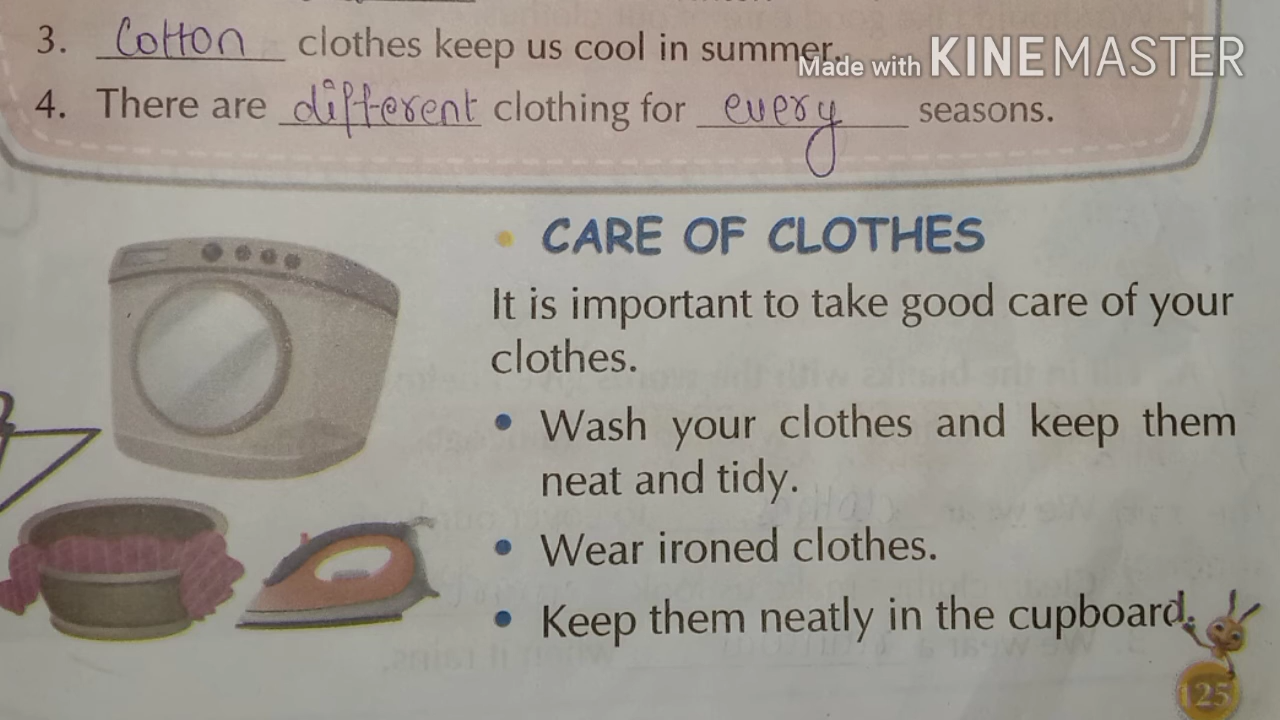 3. Cotton clothes keep us cool in summer.
Made with KINEMASTER
4. There are different clothing for every seasons.
• CARE OF CLOTHES
It is important to take good care of your
clothes.
• Wash your clothes and keep them
neat and tidy.
• Wear ironed clothes.
• Keep them neatly in the cupboard.
125